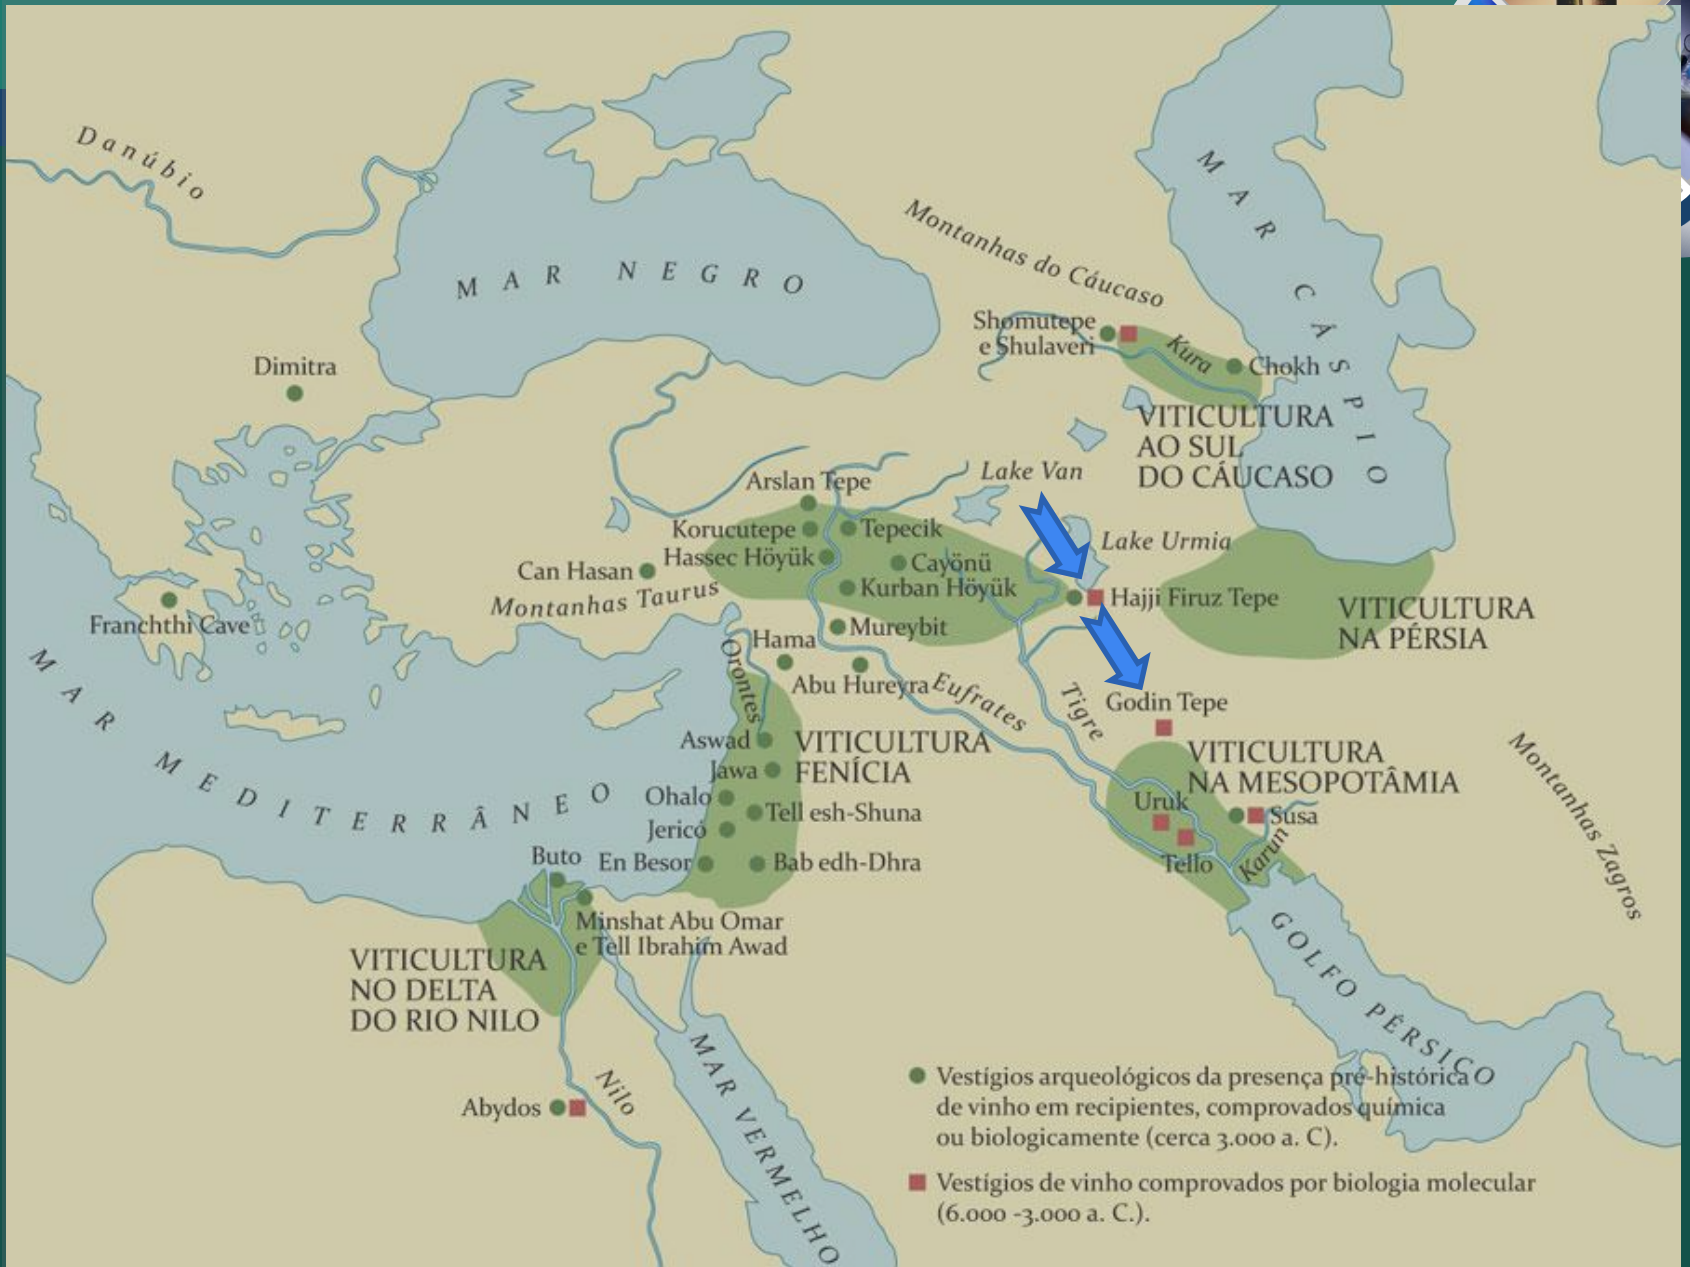 Danúbio
MAR NEGRO
MAR CÁSPIO
Montanhas do Cáucaso
Shomutepe
e Shulaveri
Kura
Chokh
Dimitra
VITICULTURA
AO SUL
DO CÁUCASO
Lake Van
Arslan Tepe
Korucutepe
Tepecik
Lake Urmia
Hassec Höyük
Cayönü
Can Hasan
Kurban Höyük
Montanhas Taurus
Hajji Firuz Tepe
VITICULTURA
NA PÉRSIA
Franchthi Cave
Mureybit
Hama
Orontes
Abu Hureyra
Eufrates
Tigre
Godin Tepe
MAR MEDITERRÂNEO
Aswad
VITICULTURA
FENÍCIA
Jawa
VITICULTURA
NA MESOPOTÂMIA
Montanhas Zagros
Ohalo
Tell esh-Shuna
Uruk
Susa
Jericó
Buto
En Besor
Bab edh-Dhra
Tello
Karun
Minshat Abu Omar
e Tell Ibrahim Awad
VITICULTURA
NO DELTA
DO RIO NILO
GOLFO PÉRSICO
MAR VERMELHO
Nilo
Abydos
Vestígios arqueológicos da presença pré-histórica
de vinho em recipientes, comprovados química
ou biologicamente (cerca 3.000 a. C).
Vestígios de vinho comprovados por biologia molecular
(6.000 -3.000 a. C.).